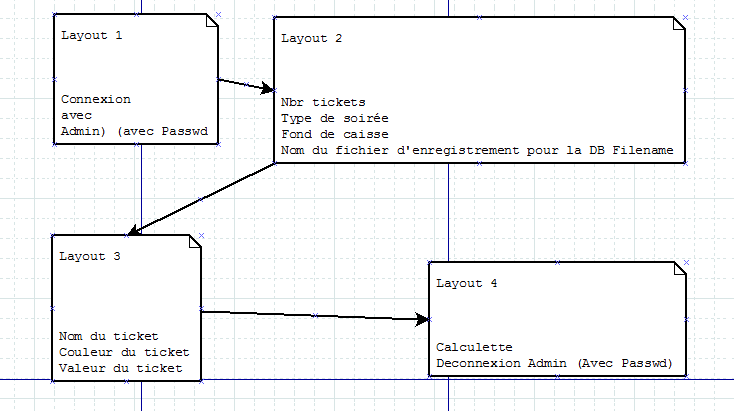 Layout 1
Connexion
avec
Admin) (avec Passwd
Layout 2
Nbr tickets
Type de soirée
Fond de caisse
Nom du fichier d'enregistrement pour la DB Filename
Layout 3
Nom du ticket
Couleur du ticket
Valeur du ticket
Layout 4
Calculette
Deconnexion Admin (Avec Passwd)